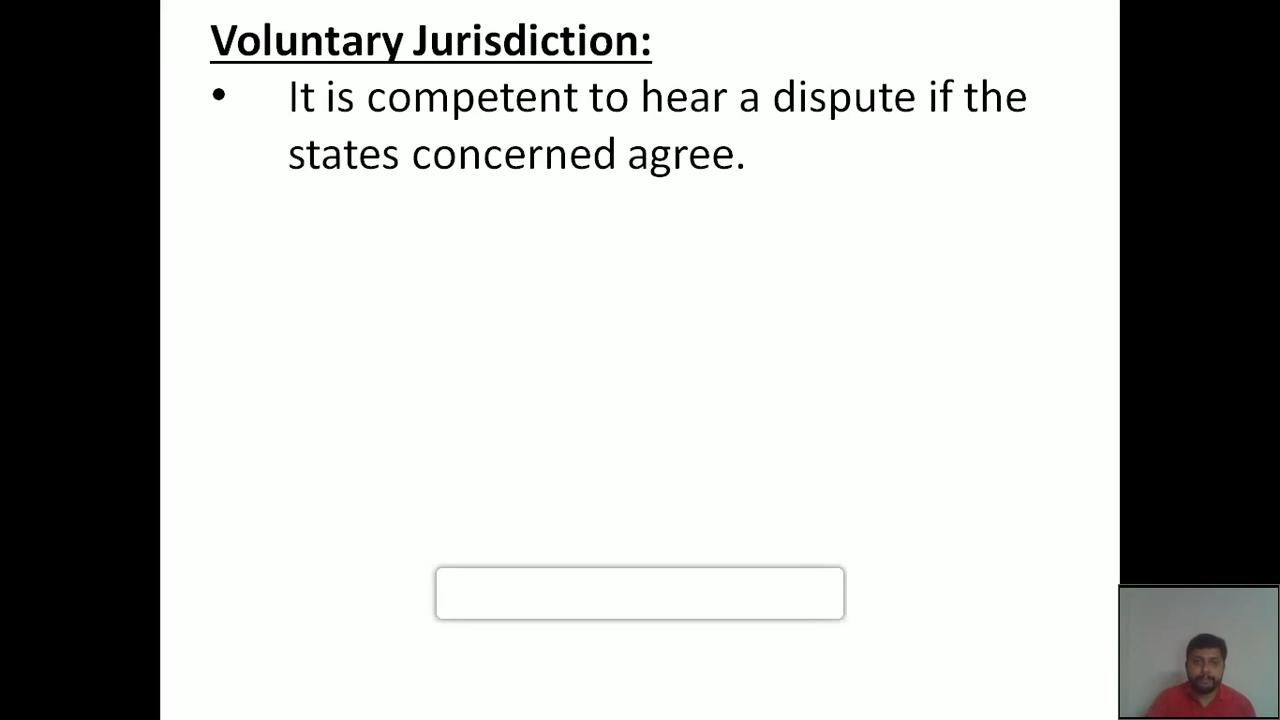 Voluntary Jurisdiction:
• It is competent to hear a dispute if the
states concerned agree.